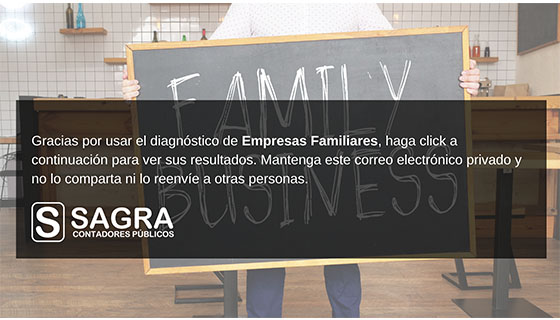 FAMILY
BUSINESS
Gracias por usar el diagnóstico de Empresas Familiares, haga click a
continuación para ver sus resultados. Mantenga este correo electrónico privado y
no lo comparta ni lo reenvíe a otras personas.
S SAGRA
CONTADORES PÚBLICOS